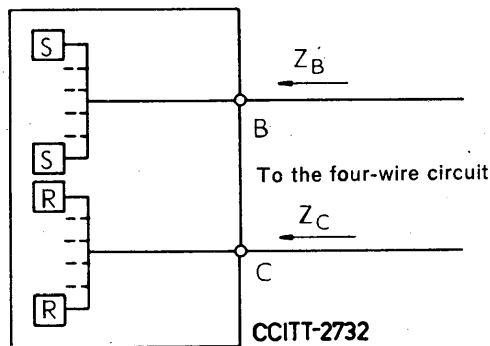 S
Z_B
B
S
To the four-wire circuit
R
Z_C
C
R
CCITT-2732